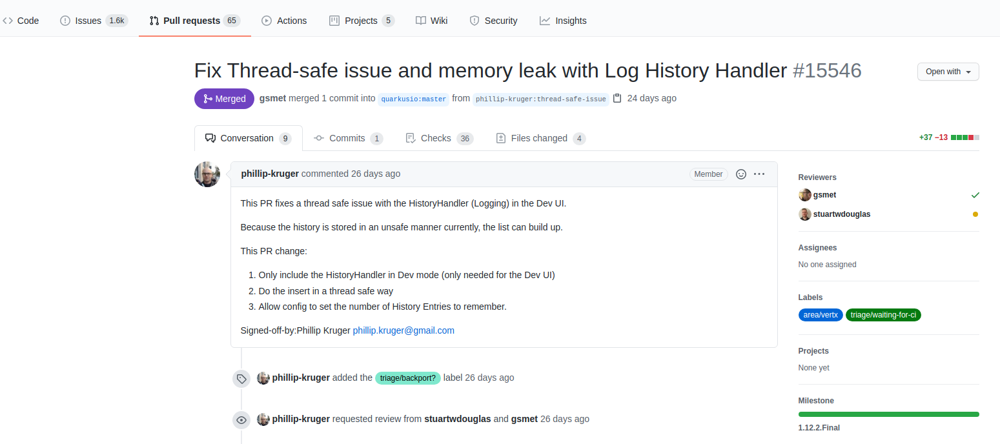 Code Issues 1.6k Pull requests 65 Actions Projects 5 Wiki Security Insights
Fix Thread-safe issue and memory leak with Log History Handler #15546
Open with
Merged gsmet merged 1 commit into quarkusio:master from phillip-kruger:thread-safe-issue 24 days ago
Conversation 9 Commits 1 Checks 36 Files changed 4
+37 −13
phillip-kruger commented 26 days ago
Member
This PR fixes a thread safe issue with the HistoryHandler (Logging) in the Dev UI.
Because the history is stored in an unsafe manner currently, the list can build up.
This PR change:
1. Only include the HistoryHandler in Dev mode (only needed for the Dev UI)
2. Do the insert in a thread safe way
3. Allow config to set the number of History Entries to remember.
Signed-off-by:Phillip Kruger phillip.kruger@gmail.com
phillip-kruger added the triage/backport? label 26 days ago
phillip-kruger requested review from stuartwdouglas and gsmet 26 days ago
Reviewers
gsmet
stuartwdouglas
Assignees
No one assigned
Labels
area/vertx triage/waiting-for-ci
Projects
None yet
Milestone
1.12.2.Final